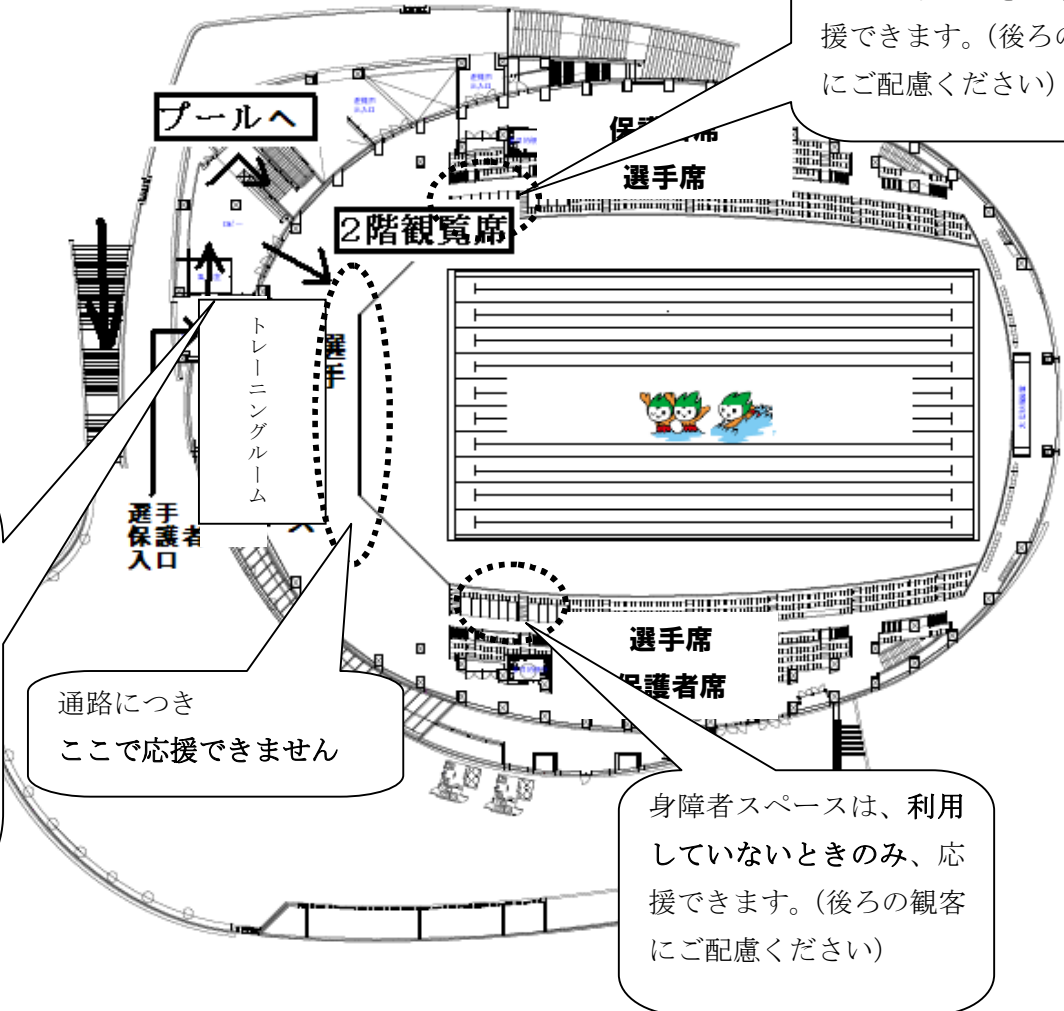 援できます。（後ろの
にご配慮ください）
プールへ
選手席
2階観覧席
選手
トレーニングルーム
選手
保護者
入口
通路につき
ここで応援できません
選手席
保護者席
身障者スペースは、利用
していないときのみ、応
援できます。（後ろの観客
にご配慮ください）